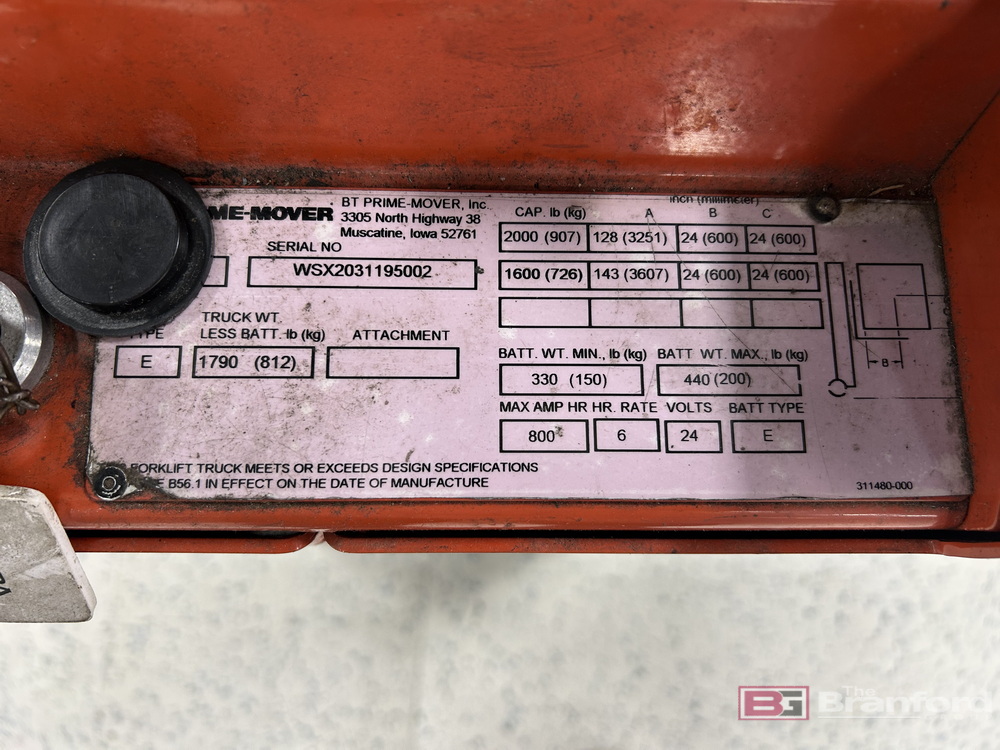 ME-MOVER BT PRIME-MOVER, Inc.
3305 North Highway 38
Muscatine, Iowa 52761
SERIAL NO
WSX2031195002
TRUCK WT.
LESS BATT. lb (kg)
ATTACHMENT
E
1790 (812)
inch (millimeter)
CAP. lb (kg) A B C
2000 (907) 128 (3251) 24 (600) 24 (600)
1600 (726) 143 (3607) 24 (600) 24 (600)
BATT. WT. MIN., lb (kg) BATT WT. MAX., lb (kg)
330 (150) 440 (200)
MAX AMP HR HR. RATE VOLTS BATT TYPE
800 6 24 E
B
C
FORKLIFT TRUCK MEETS OR EXCEEDS DESIGN SPECIFICATIONS
B56.1 IN EFFECT ON THE DATE OF MANUFACTURE
311480-000
BG The Branford